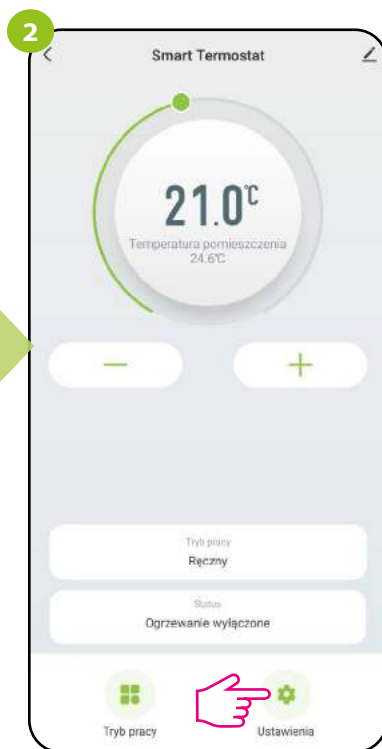 2
Smart Termostat
21.0°C
Temperatura pomieszczenia
24.6°C
Tryb pracy
Ręczny
Status
Ogrzewanie wyłączone
Tryb pracy
Ustawienia